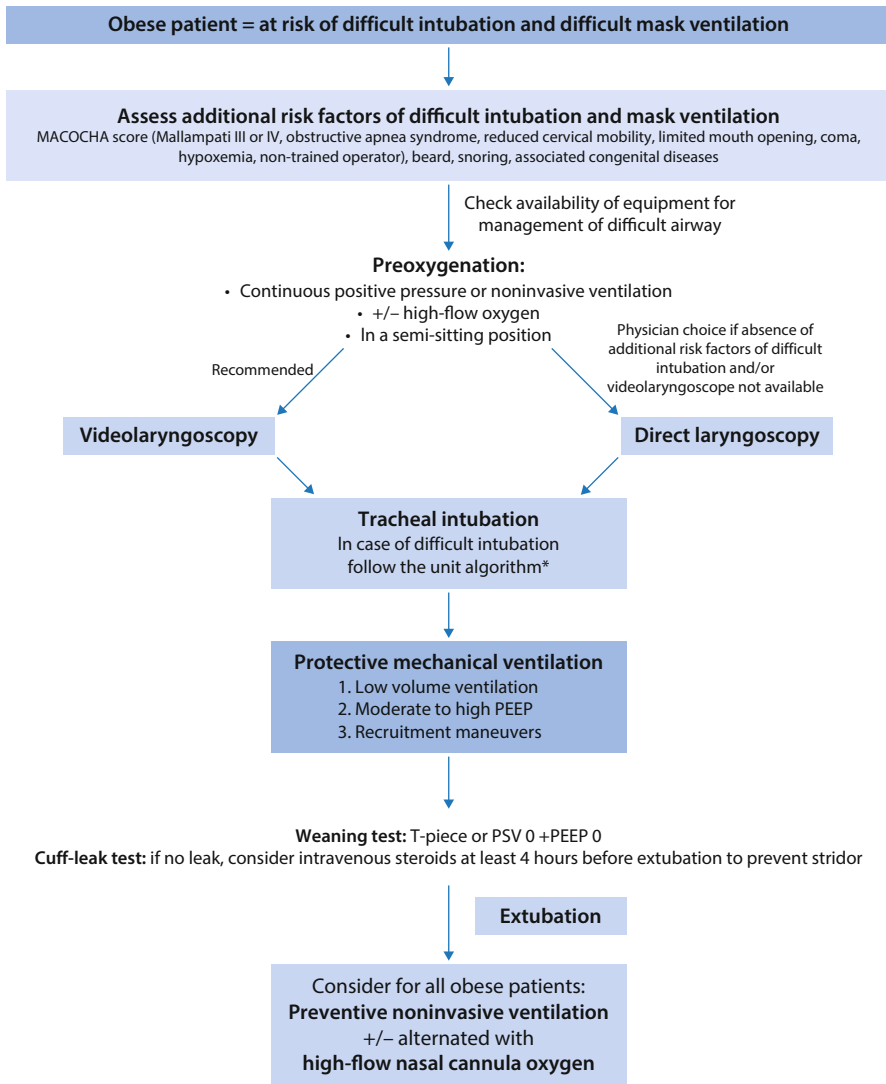 Obese patient = at risk of difficult intubation and difficult mask ventilation
Assess additional risk factors of difficult intubation and mask ventilation
MACOCHA score (Mallampati III or IV, obstructive apnea syndrome, reduced cervical mobility, limited mouth opening, coma,
hypoxemia, non-trained operator), beard, snoring, associated congenital diseases
Check availability of equipment for
management of difficult airway
Preoxygenation:
• Continuous positive pressure or noninvasive ventilation
• +/– high-flow oxygen
• In a semi-sitting position
Recommended
Physician choice if absence of
additional risk factors of difficult
intubation and/or
videolaryngoscope not available
Videolaryngoscopy
Direct laryngoscopy
Tracheal intubation
In case of difficult intubation
follow the unit algorithm*
Protective mechanical ventilation
1. Low volume ventilation
2. Moderate to high PEEP
3. Recruitment maneuvers
Weaning test: T-piece or PSV 0 +PEEP 0
Cuff-leak test: if no leak, consider intravenous steroids at least 4 hours before extubation to prevent stridor
Extubation
Consider for all obese patients:
Preventive noninvasive ventilation
+/– alternated with
high-flow nasal cannula oxygen